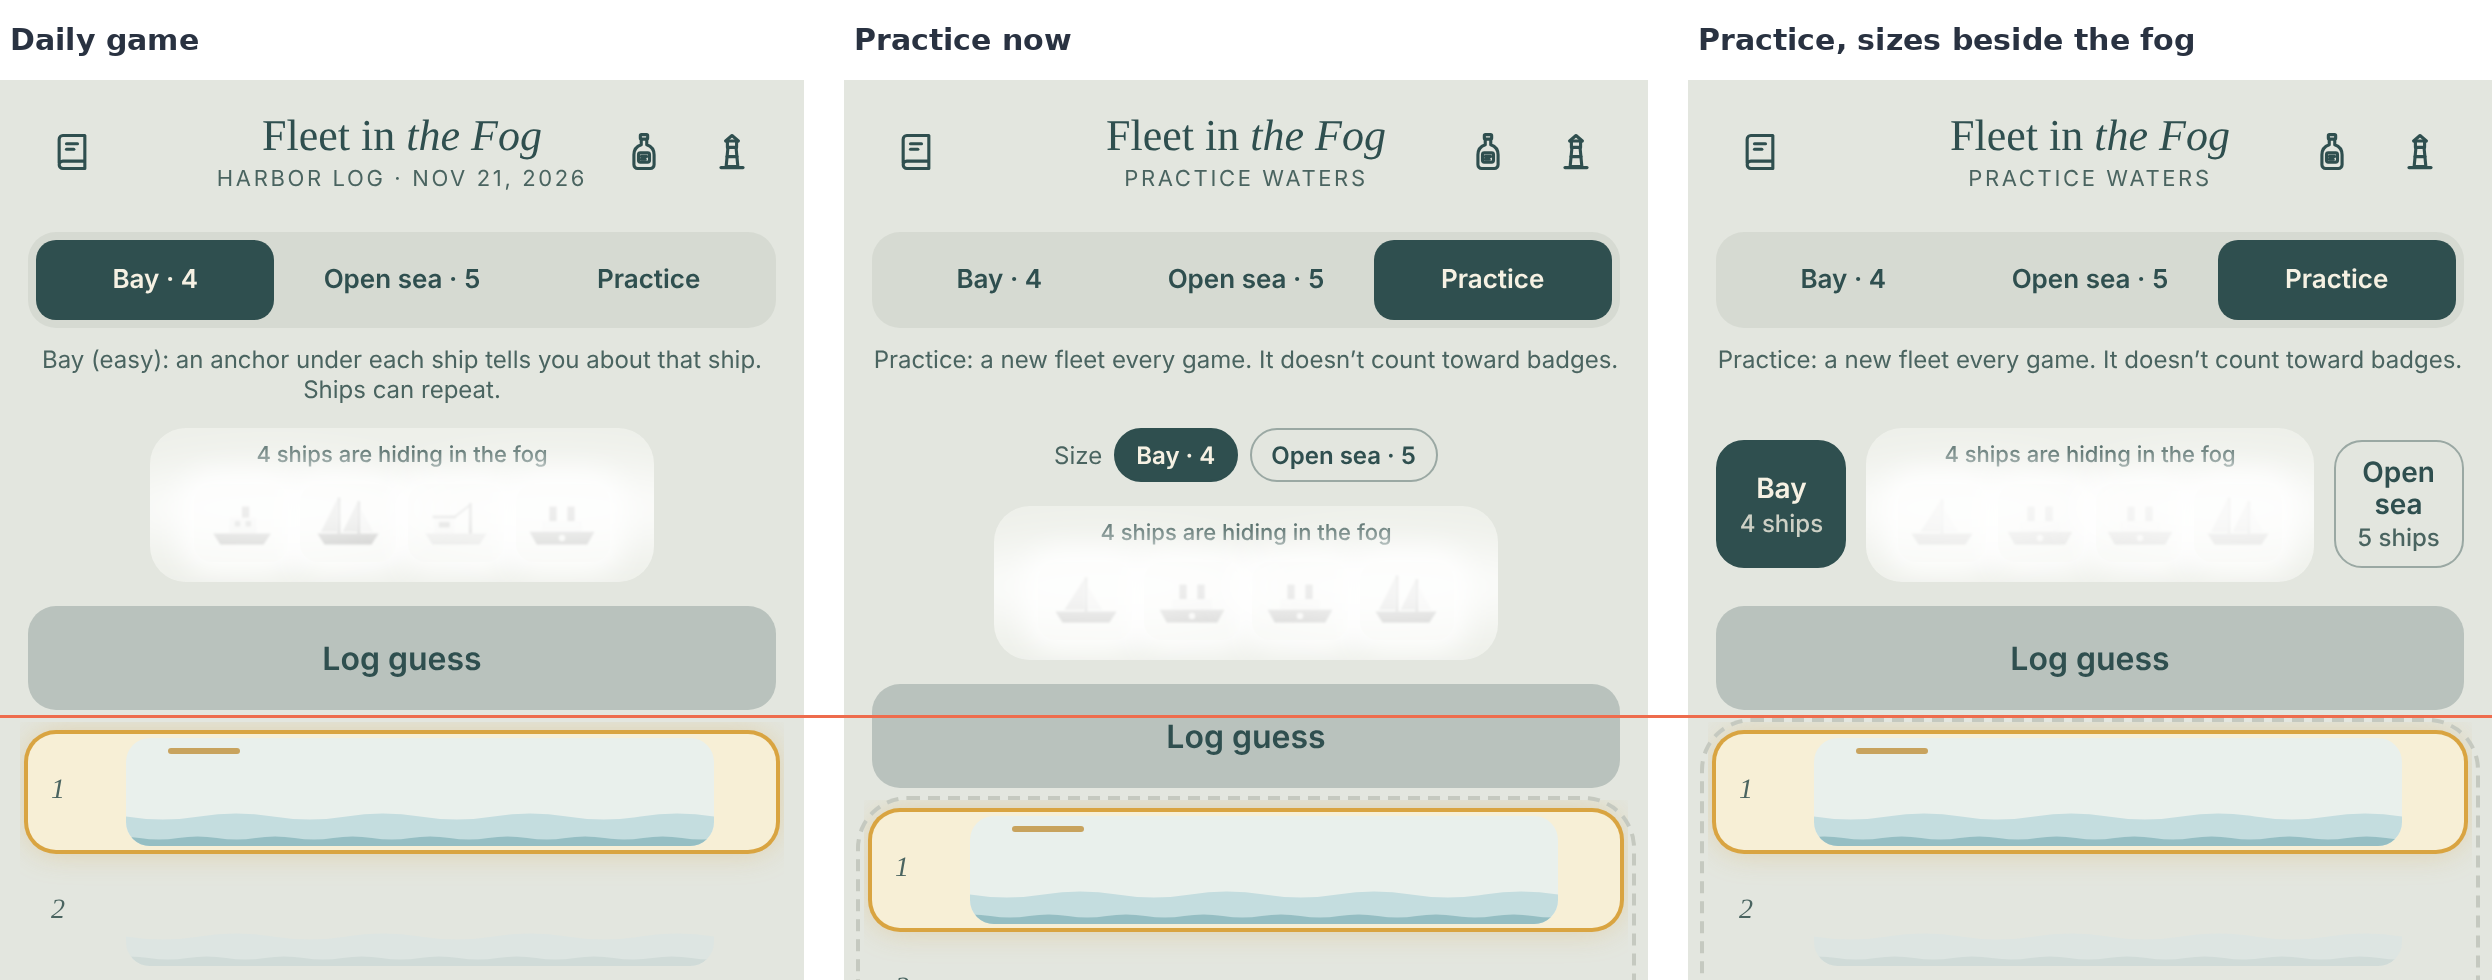 Daily game
Fleet in the Fog
HARBOR LOG · NOV 21, 2026
Bay · 4
Open sea · 5
Practice
Bay (easy): an anchor under each ship tells you about that ship.
Ships can repeat.
4 ships are hiding in the fog
Log guess
1
2
Practice now
Fleet in the Fog
PRACTICE WATERS
Bay · 4
Open sea · 5
Practice
Practice: a new fleet every game. It doesn’t count toward badges.
Size
Bay · 4
Open sea · 5
4 ships are hiding in the fog
Log guess
1
Practice, sizes beside the fog
Fleet in the Fog
PRACTICE WATERS
Bay · 4
Open sea · 5
Practice
Practice: a new fleet every game. It doesn’t count toward badges.
Bay
4 ships
4 ships are hiding in the fog
Open
sea
5 ships
Log guess
1
2